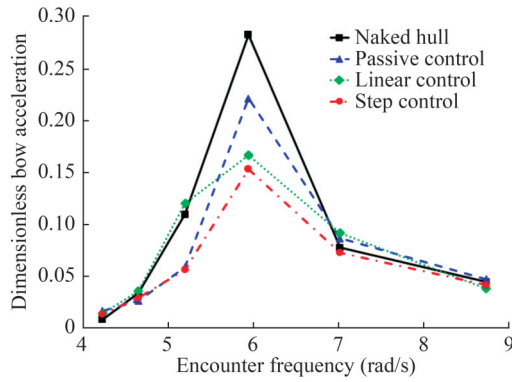 Dimensionless bow acceleration
0.30
0.25
0.20
0.15
0.10
0.05
0
4 5 6 7 8 9
Encounter frequency (rad/s)
Naked hull
Passive control
Linear control
Step control